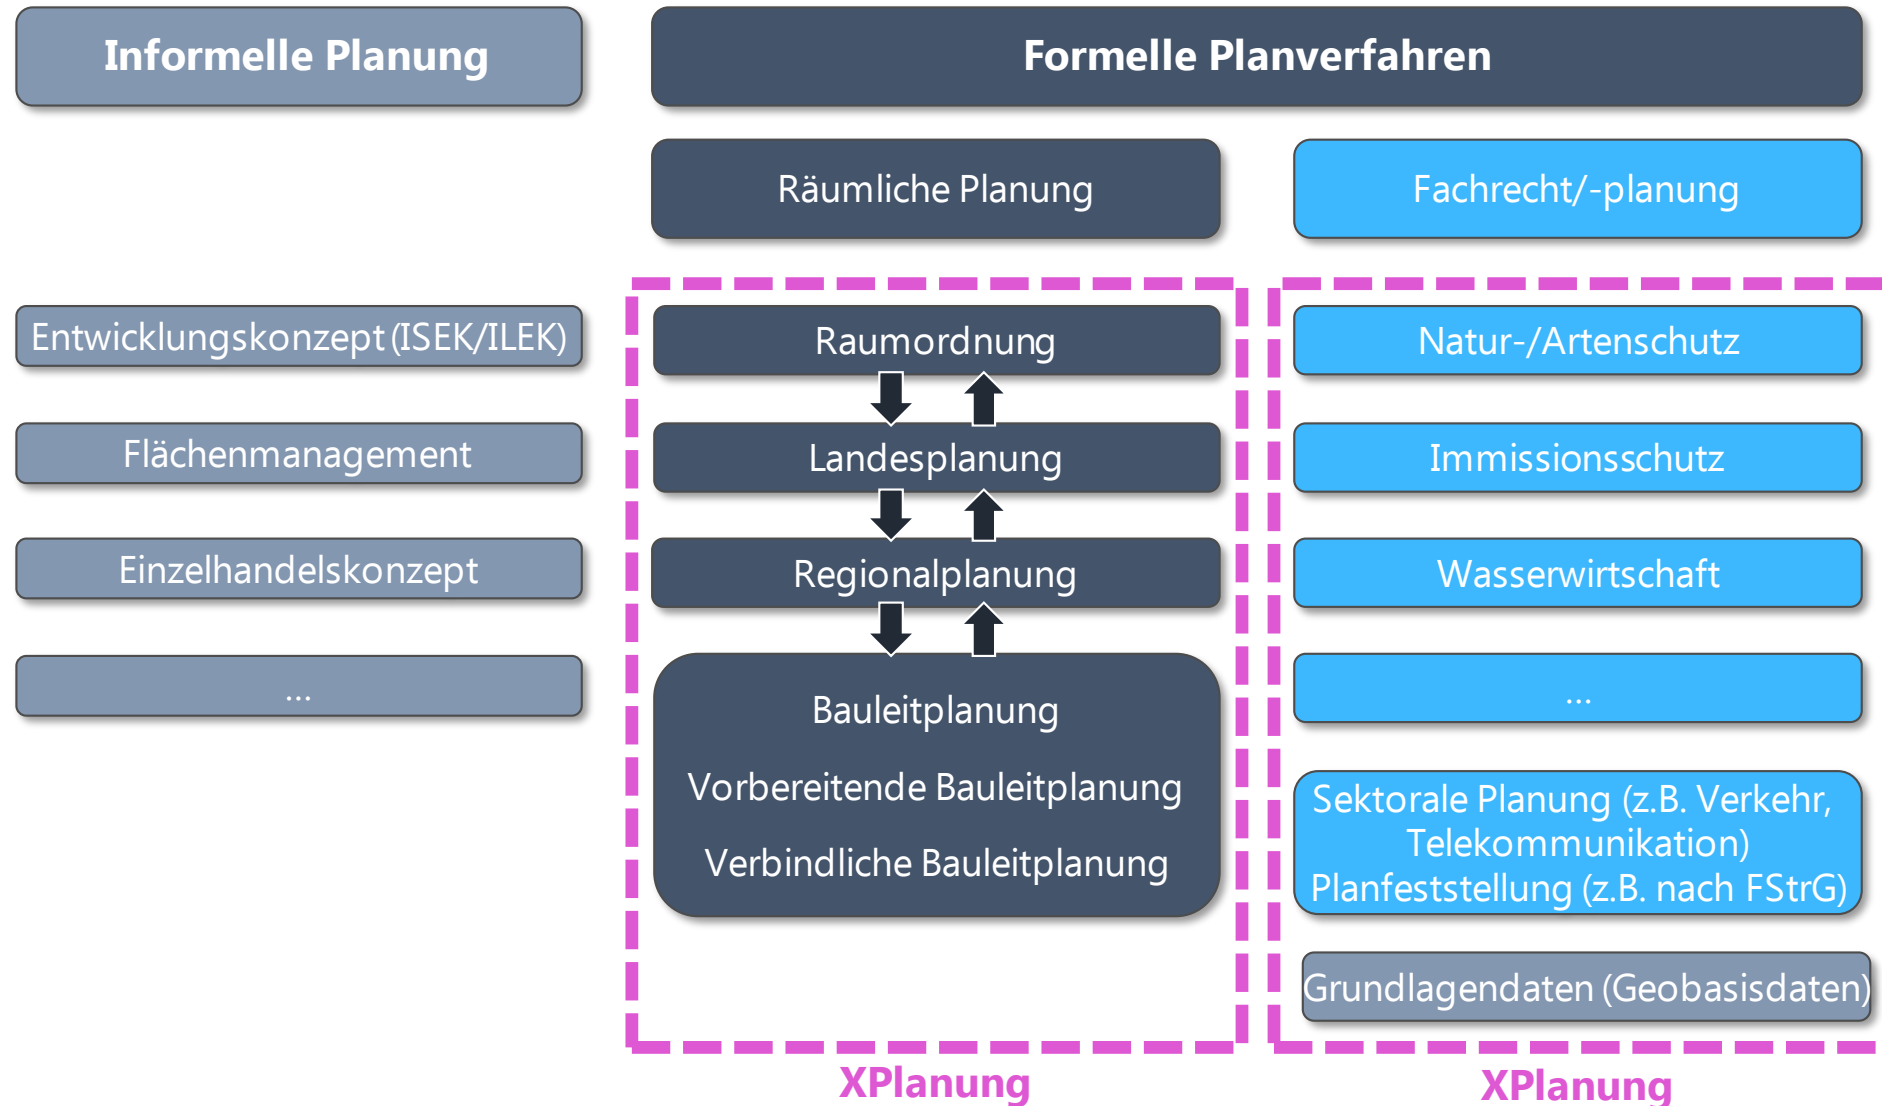 Informelle Planung
Formelle Planverfahren
Räumliche Planung
Fachrecht/-planung
Entwicklungskonzept (ISEK/ILEK)
Flächenmanagement
Einzelhandelskonzept
...
Raumordnung
Landesplanung
Regionalplanung
Bauleitplanung
Vorbereitende Bauleitplanung
Verbindliche Bauleitplanung
XPlanung
Natur-/Artenschutz
Immissionsschutz
Wasserwirtschaft
...
Sektorale Planung (z.B. Verkehr,
Telekommunikation)
Planfeststellung (z.B. nach FStrG)
Grundlagendaten (Geobasisdaten)
XPlanung